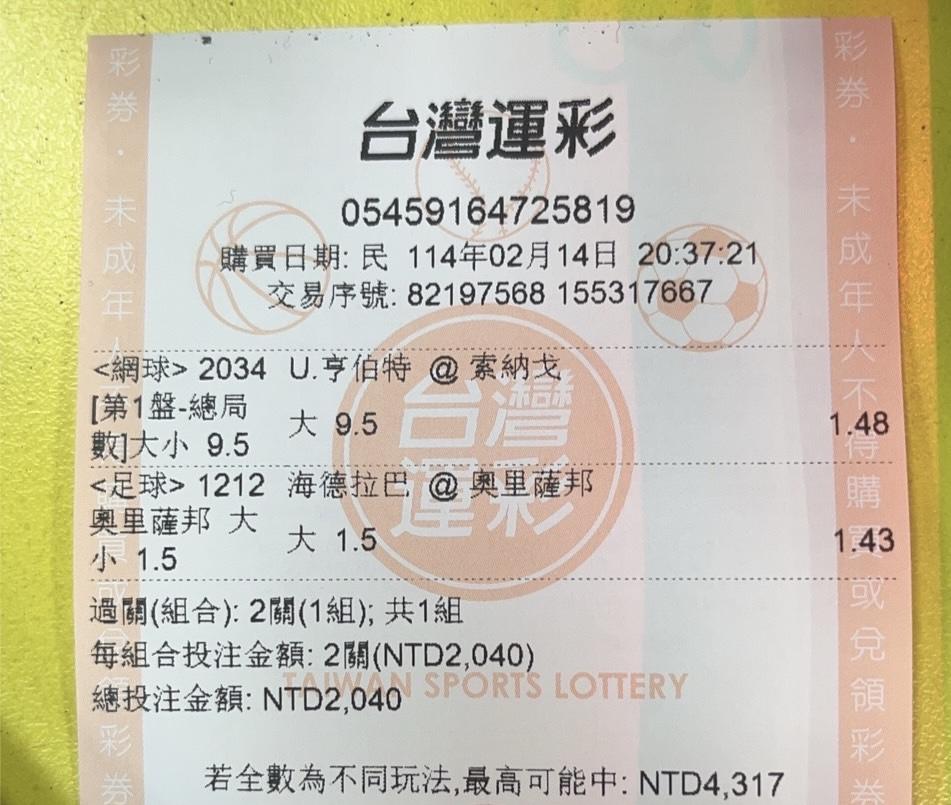 台灣運彩
05459164725819
購買日期: 民 114年02月14日 20:37:21
交易序號: 82197568 155317667
<網球> 2034 U.亨伯特 @ 索納戈
[第1盤-總局
數]大小 9.5 大 9.5 1.48
<足球> 1212 海德拉巴 @ 奧里薩邦
奧里薩邦 大
小 1.5 大 1.5 1.43
過關(組合): 2關(1組); 共1組
每組合投注金額: 2關(NTD2,040)
總投注金額: NTD2,040
若全數為不同玩法,最高可能中: NTD4,317
台灣
運彩
TAIWAN SPORTS LOTTERY
彩券．未成年人
彩券
彩券．未成年人不得購買或兌領彩券